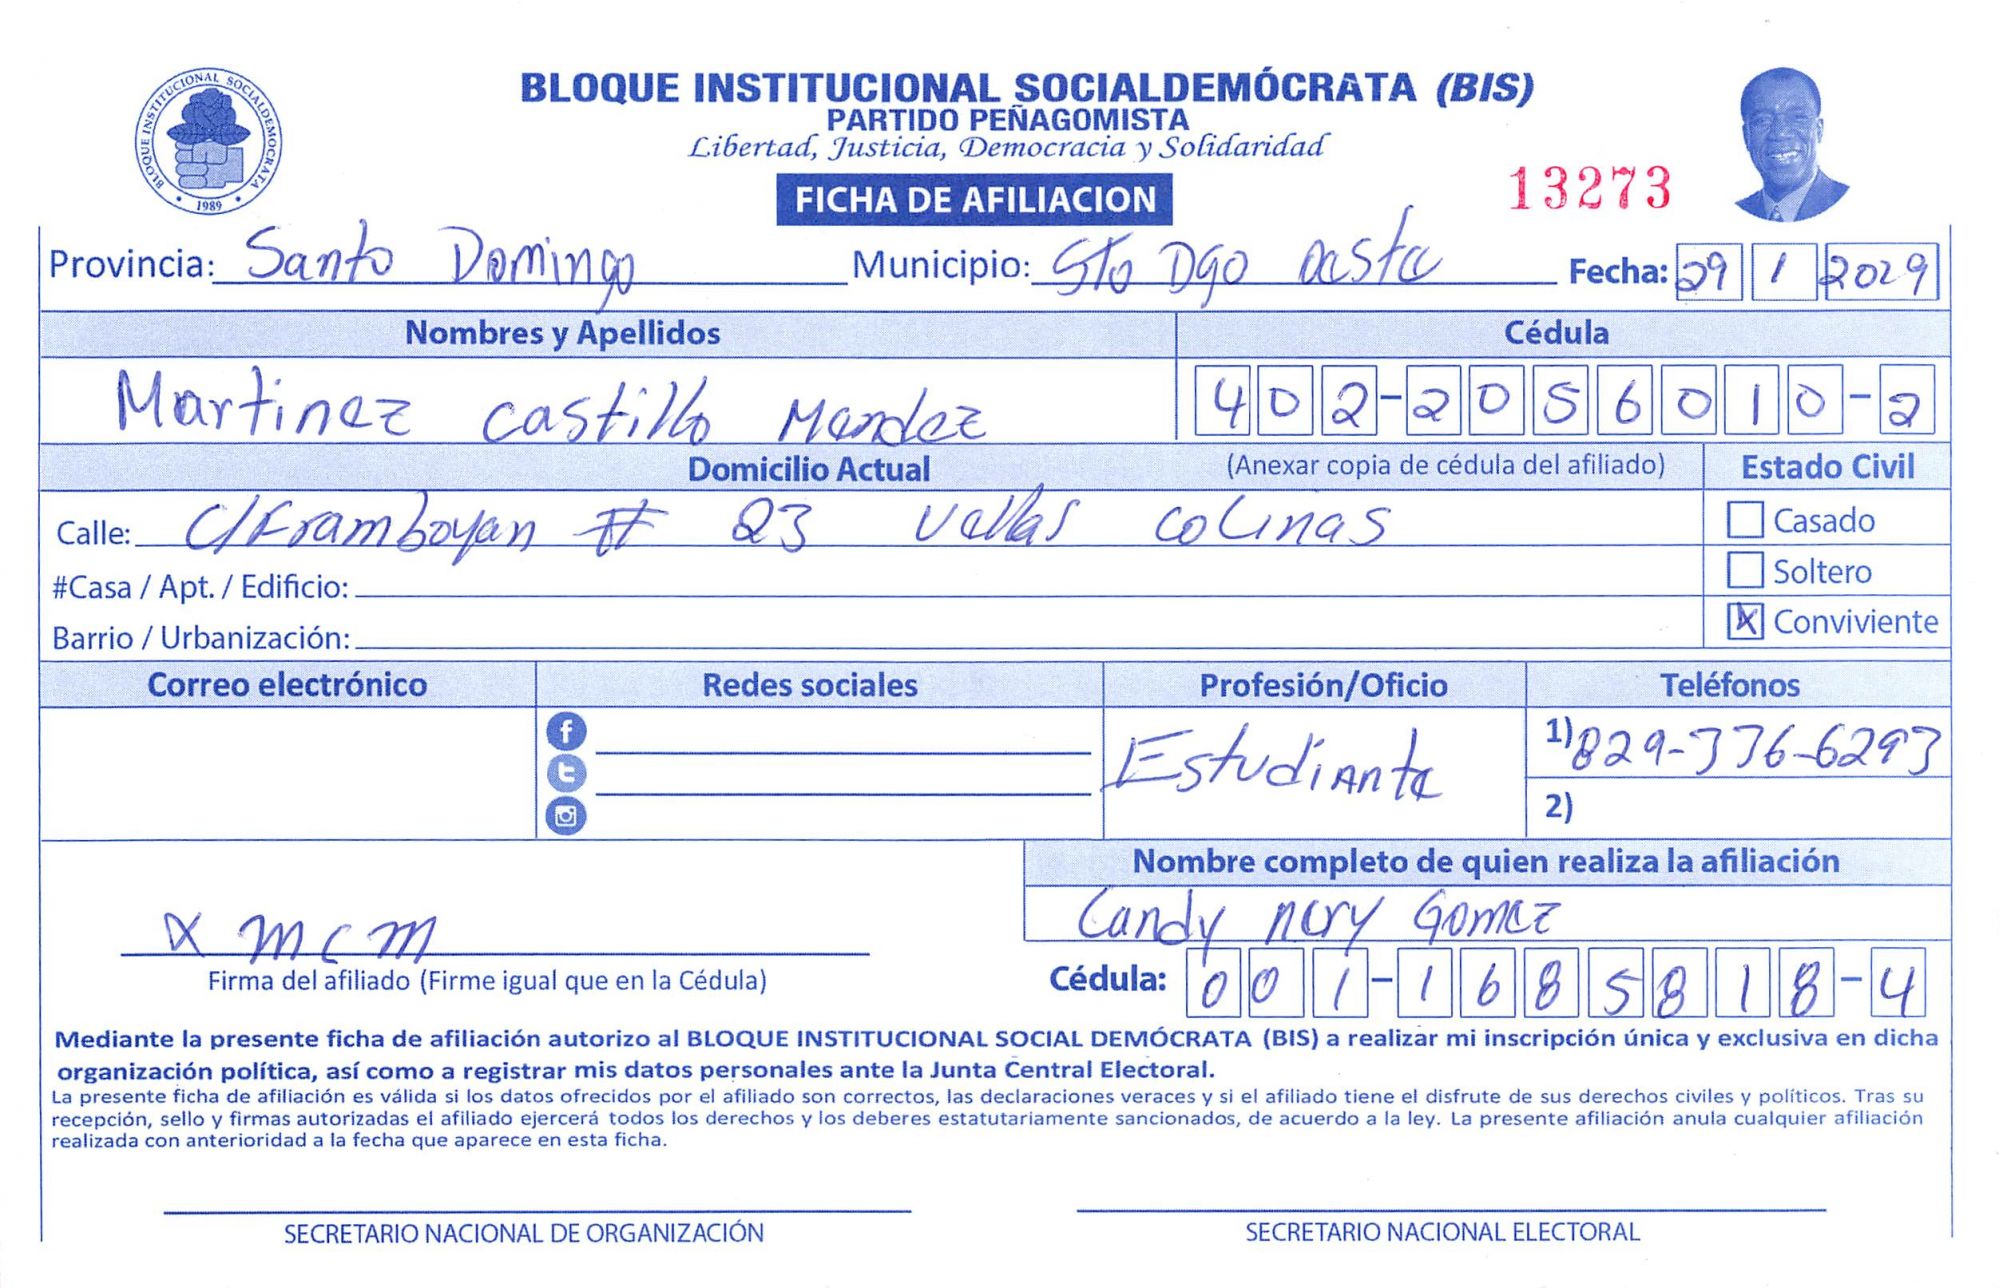 BLOQUE INSTITUCIONAL SOCIALDEMOCRATA
1989
BLOQUE INSTITUCIONAL SOCIALDEMÓCRATA (BIS)
PARTIDO PEÑAGOMISTA
Libertad, Justicia, Democracia y Solidaridad
FICHA DE AFILIACION
13273
Provincia: Santo Domingo Municipio: Sto Dgo Fecha: 29 1 2029
Nombres y Apellidos Cédula
Martinez Castillo Mendez 402-2056010-2
Domicilio Actual (Anexar copia de cédula del afiliado) Estado Civil
Calle: C/Framboyan # 23 Vallas Colinas Casado
#Casa / Apt. / Edificio: Soltero
Barrio / Urbanización: X Conviviente
Correo electrónico Redes sociales Profesión/Oficio Teléfonos
Estudiante 1) 829-336-6293
2)
Nombre completo de quien realiza la afiliación
Candy Nery Gomez
X mcm
Firma del afiliado (Firme igual que en la Cédula) Cédula: 001-1685818-4
Mediante la presente ficha de afiliación autorizo al BLOQUE INSTITUCIONAL SOCIAL DEMÓCRATA (BIS) a realizar mi inscripción única y exclusiva en dicha
organización política, así como a registrar mis datos personales ante la Junta Central Electoral.
La presente ficha de afiliación es válida si los datos ofrecidos por el afiliado son correctos, las declaraciones veraces y si el afiliado tiene el disfrute de sus derechos civiles y políticos. Tras su
recepción, sello y firmas autorizadas el afiliado ejercerá todos los derechos y los deberes estatutariamente sancionados, de acuerdo a la ley. La presente afiliación anula cualquier afiliación
realizada con anterioridad a la fecha que aparece en esta ficha.
SECRETARIO NACIONAL DE ORGANIZACIÓN SECRETARIO NACIONAL ELECTORAL